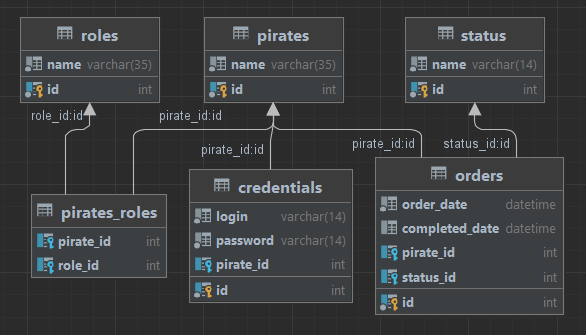 roles
name varchar(35)
id int
pirates
name varchar(35)
id int
status
name varchar(14)
id int
role_id:id
pirate_id:id
pirate_id:id
pirate_id:id
status_id:id
pirates_roles
pirate_id int
role_id int
credentials
login varchar(14)
password varchar(14)
pirate_id int
id int
orders
order_date datetime
completed_date datetime
pirate_id int
status_id int
id int